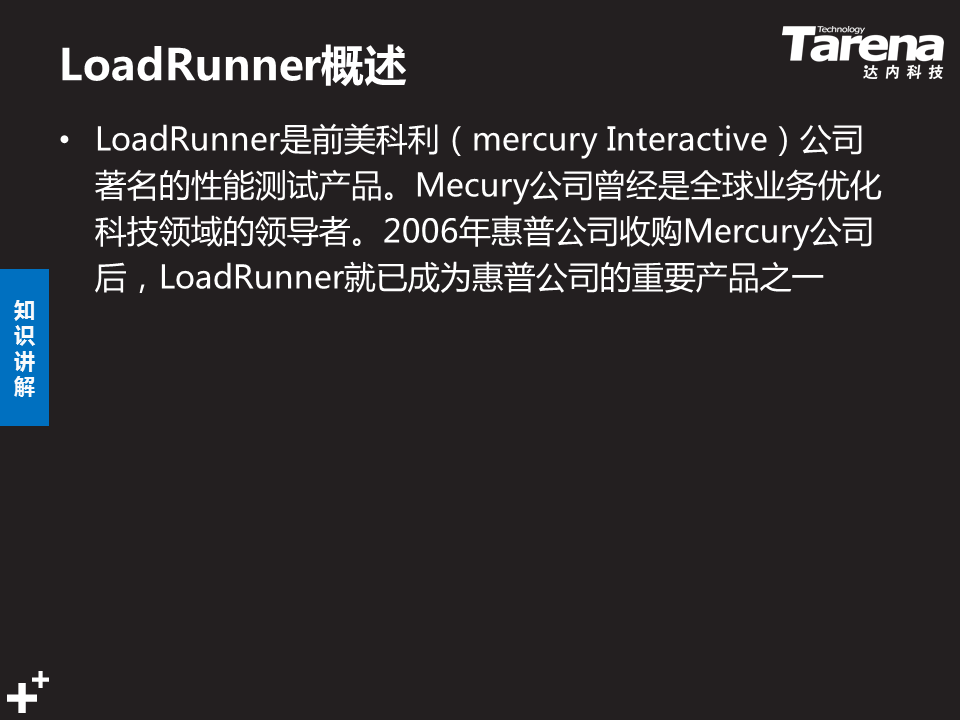 LoadRunner概述
Technology
Tarena
达内科技
• LoadRunner是前美科利（mercury Interactive）公司
著名的性能测试产品。Mecury公司曾经是全球业务优化
科技领域的领导者。2006年惠普公司收购Mercury公司
后，LoadRunner就已成为惠普公司的重要产品之一
知
识
讲
解